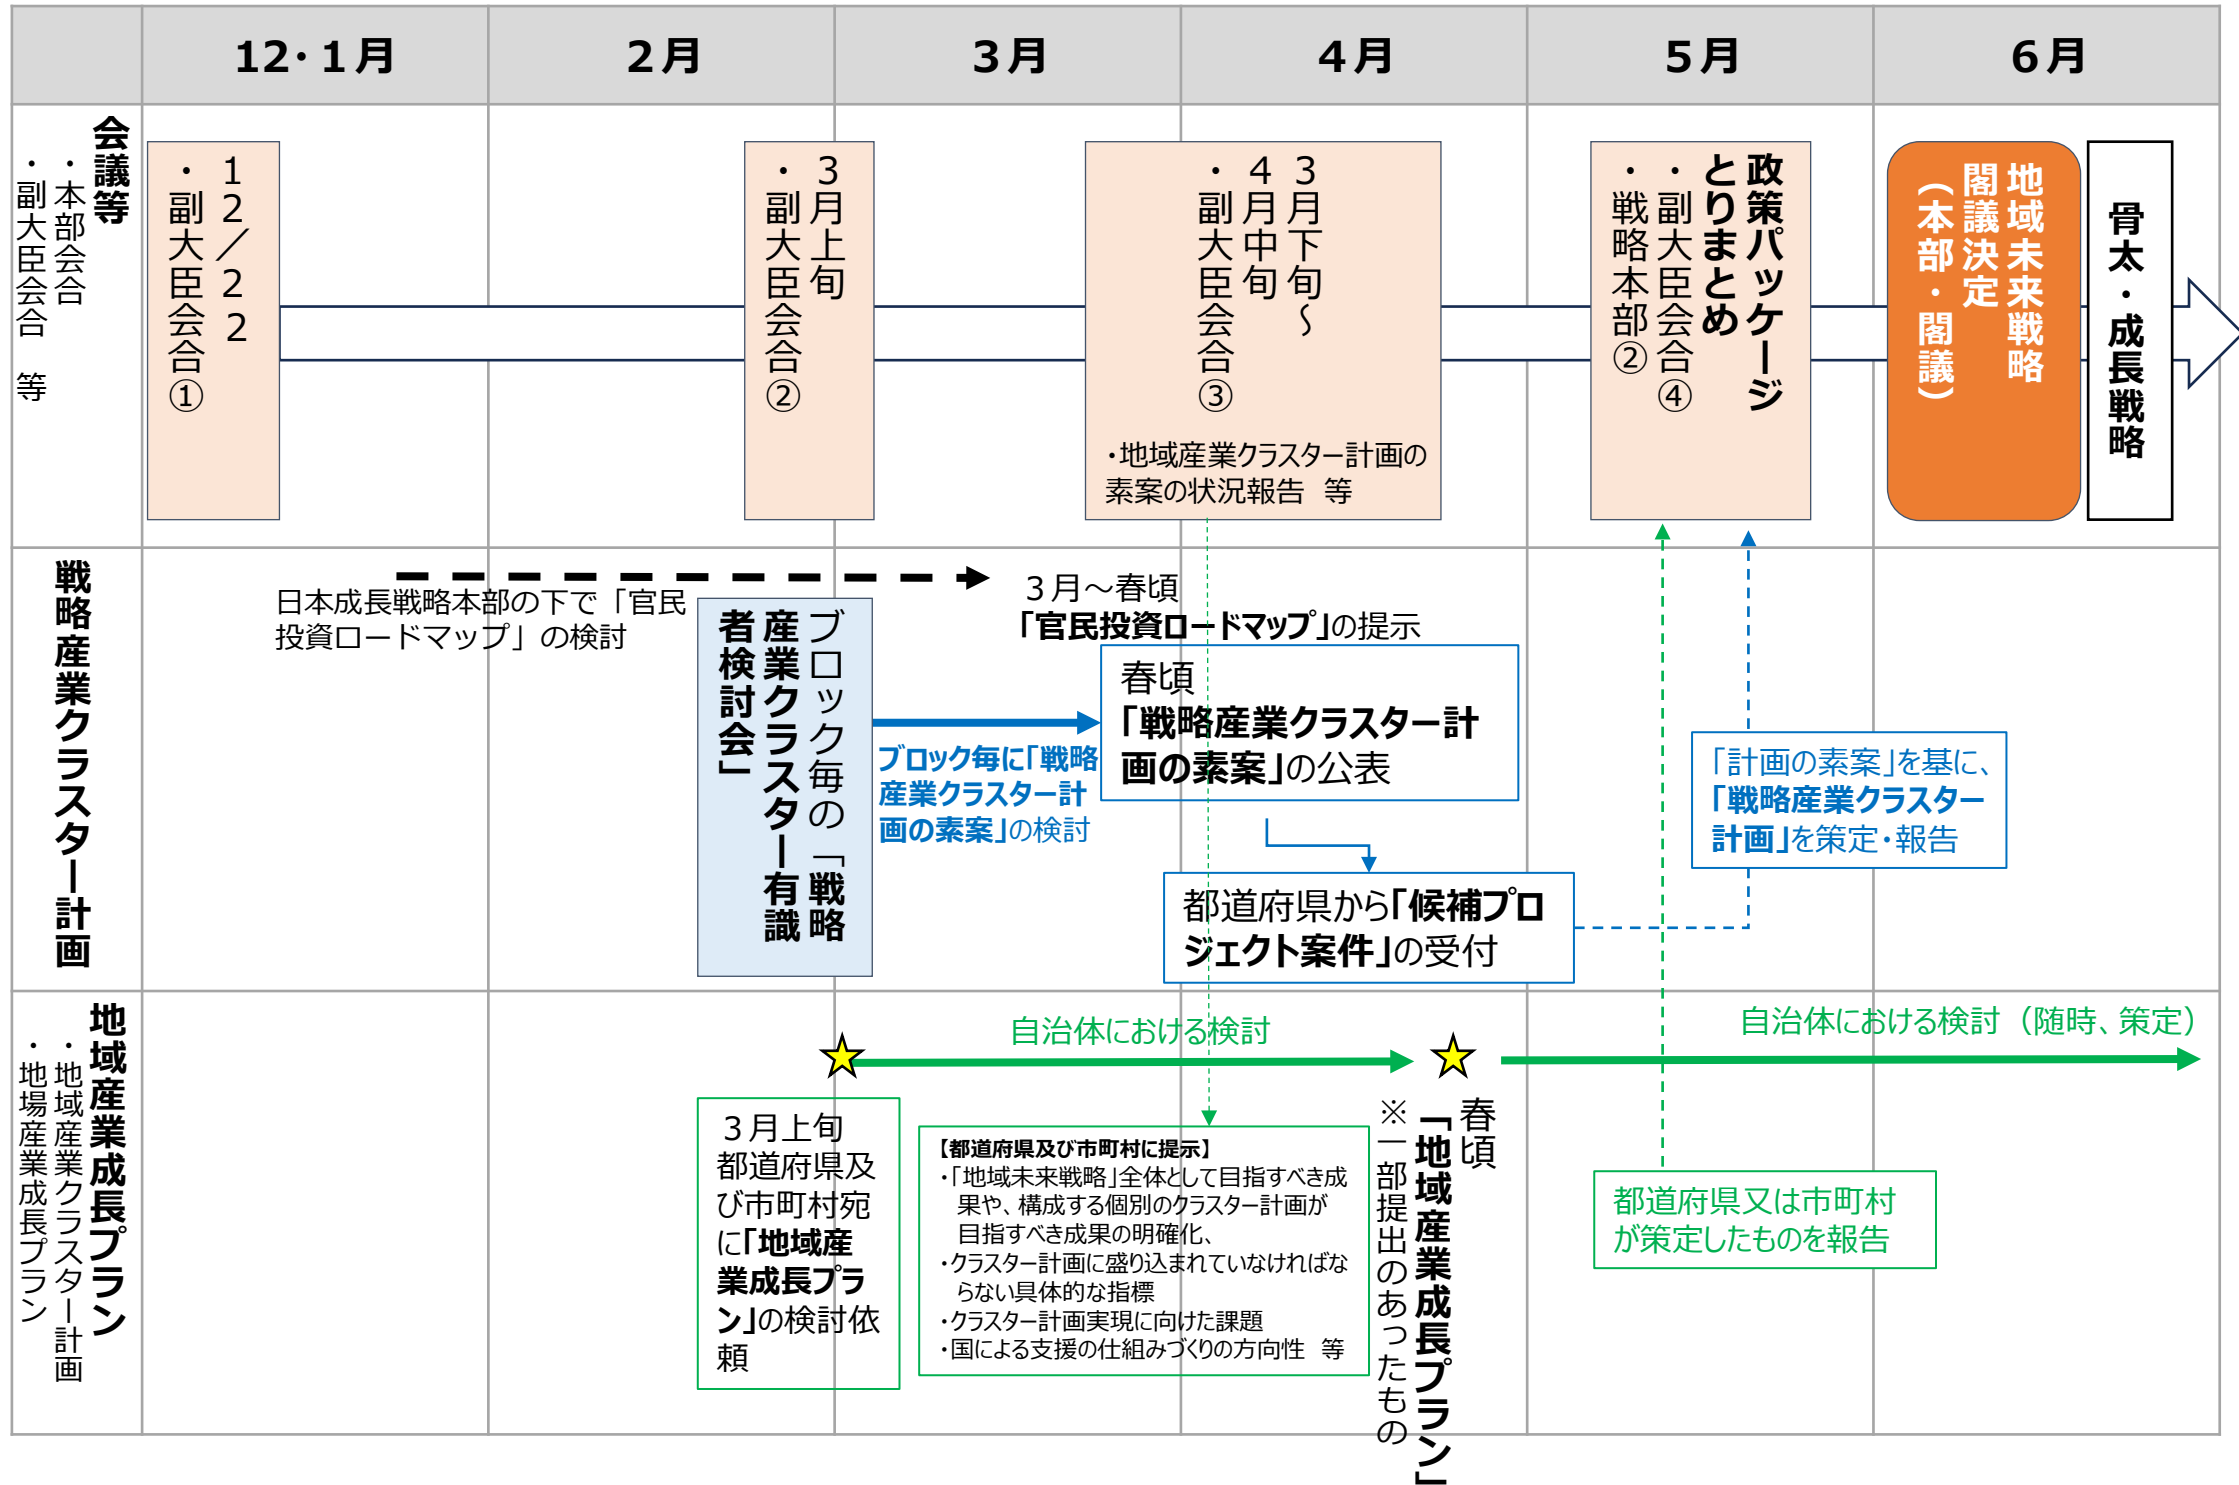 12・１月
２月
３月
４月
５月
６月
会議等
・本部会合
・副大臣会合　等
１２／２２
・副大臣会合①
３月上旬
・副大臣会合②
３月下旬～
４月中旬
・副大臣会合③
・地域産業クラスター計画の
素案の状況報告　等
政策パッケージ
とりまとめ
・副大臣会合④
・戦略本部②
地域未来戦略
閣議決定
（本部・閣議）
骨太・成長戦略
戦略産業クラスター計画
日本成長戦略本部の下で「官民
投資ロードマップ」の検討
ブロック毎の「戦略
産業クラスター有識
者検討会」
３月～春頃
「官民投資ロードマップ」の提示
ブロック毎に「戦略
産業クラスター計
画の素案」の検討
春頃
「戦略産業クラスター計
画の素案」の公表
都道府県から「候補プロ
ジェクト案件」の受付
「計画の素案」を基に、
「戦略産業クラスター
計画」を策定・報告
地域産業成長プラン
・地域産業クラスター計画
・地場産業成長プラン
自治体における検討
自治体における検討（随時、策定）
３月上旬
都道府県及
び市町村宛
に「地域産
業成長プラ
ン」の検討依
頼
【都道府県及び市町村に提示】
・「地域未来戦略」全体として目指すべき成
果や、構成する個別のクラスター計画が
目指すべき成果の明確化、
・クラスター計画に盛り込まれていなければな
らない具体的な指標
・クラスター計画実現に向けた課題
・国による支援の仕組みづくりの方向性　等
春頃
「地域産業成長プラン」
※一部提出のあったもの
都道府県又は市町村
が策定したものを報告